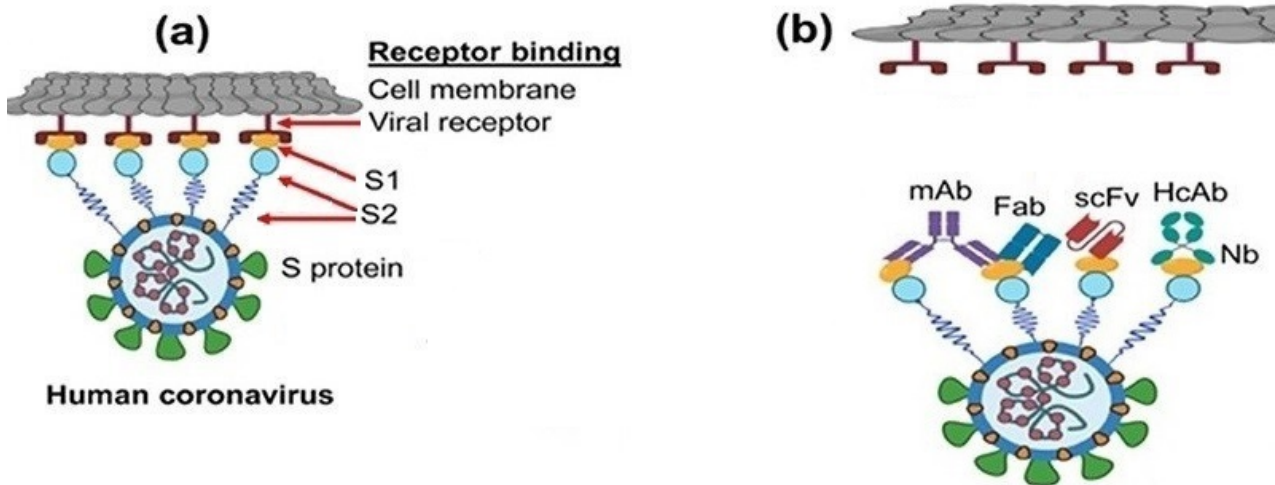 (a)
Receptor binding
Cell membrane
Viral receptor
S1
S2
S protein
Human coronavirus
(b)
mAb
Fab
scFv
HcAb
Nb